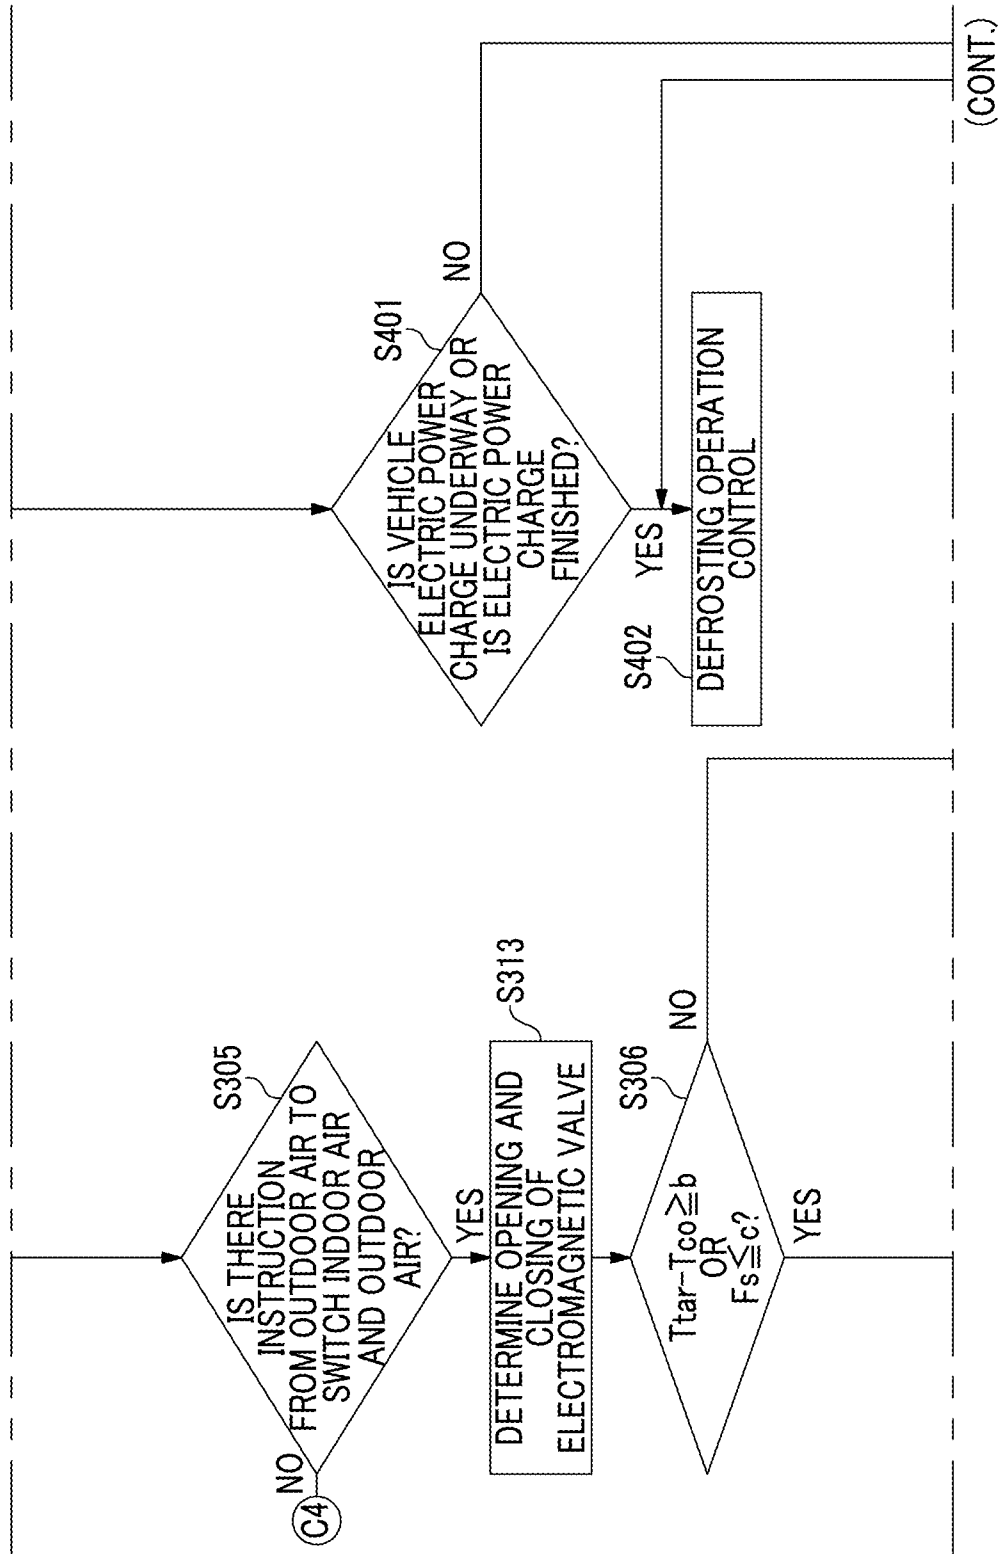 S305
IS THERE
INSTRUCTION
FROM OUTDOOR AIR TO
SWITCH INDOOR AIR
AND OUTDOOR
AIR?
NO
C4
YES
S313
DETERMINE OPENING AND
CLOSING OF
ELECTROMAGNETIC VALVE
S306
Ttar-Tco≧b
OR
Fs≦c?
NO
YES
S401
IS VEHICLE
ELECTRIC POWER
CHARGE UNDERWAY OR
IS ELECTRIC POWER
CHARGE
FINISHED?
NO
YES
S402
DEFROSTING OPERATION
CONTROL
(CONT.)